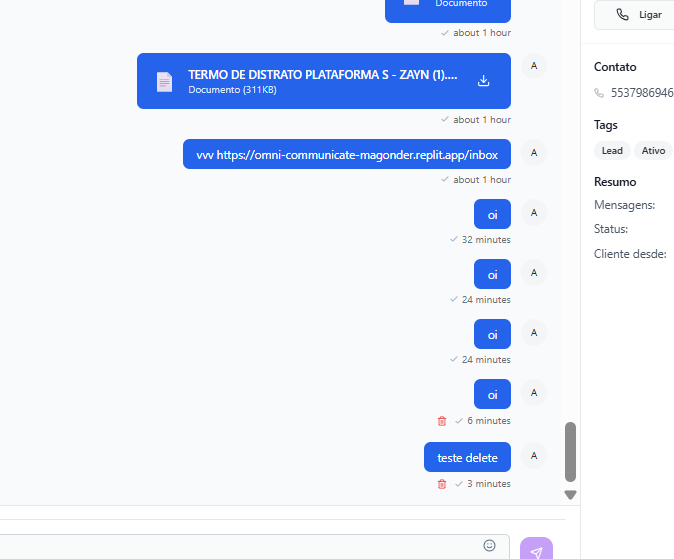 Documento
about 1 hour
TERMO DE DISTRATO PLATAFORMA S - ZAYN (1)....
Documento (311KB)
A
about 1 hour
vvv https://omni-communicate-magonder.replit.app/inbox
A
about 1 hour
oi
A
32 minutes
oi
A
24 minutes
oi
A
24 minutes
oi
A
6 minutes
teste delete
A
3 minutes
Ligar
Contato
5537986946
Tags
Lead Ativo
Resumo
Mensagens:
Status:
Cliente desde: